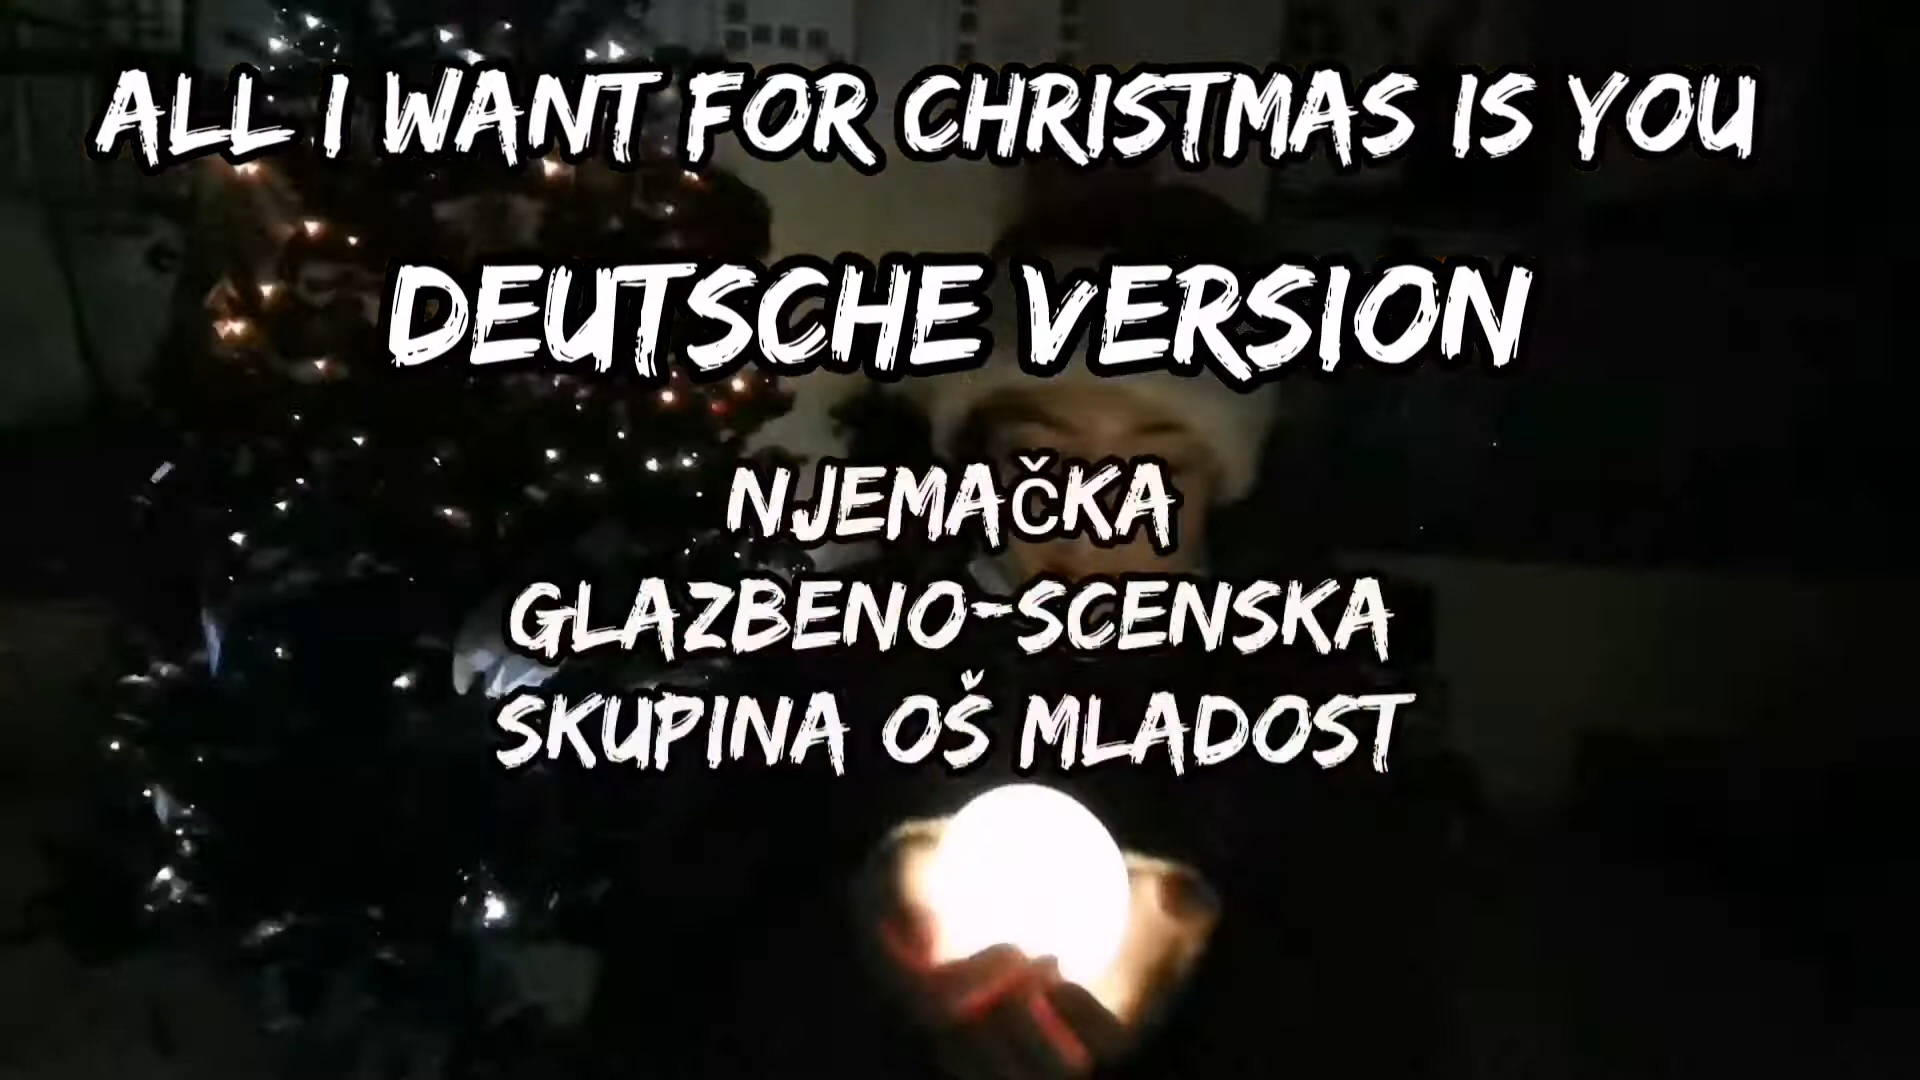 ALL I WANT FOR CHRISTMAS IS YOU
DEUTSCHE VERSION
NJEMAČKA
GLAZBENO-SCENSKA
SKUPINA OŠ MLADOST